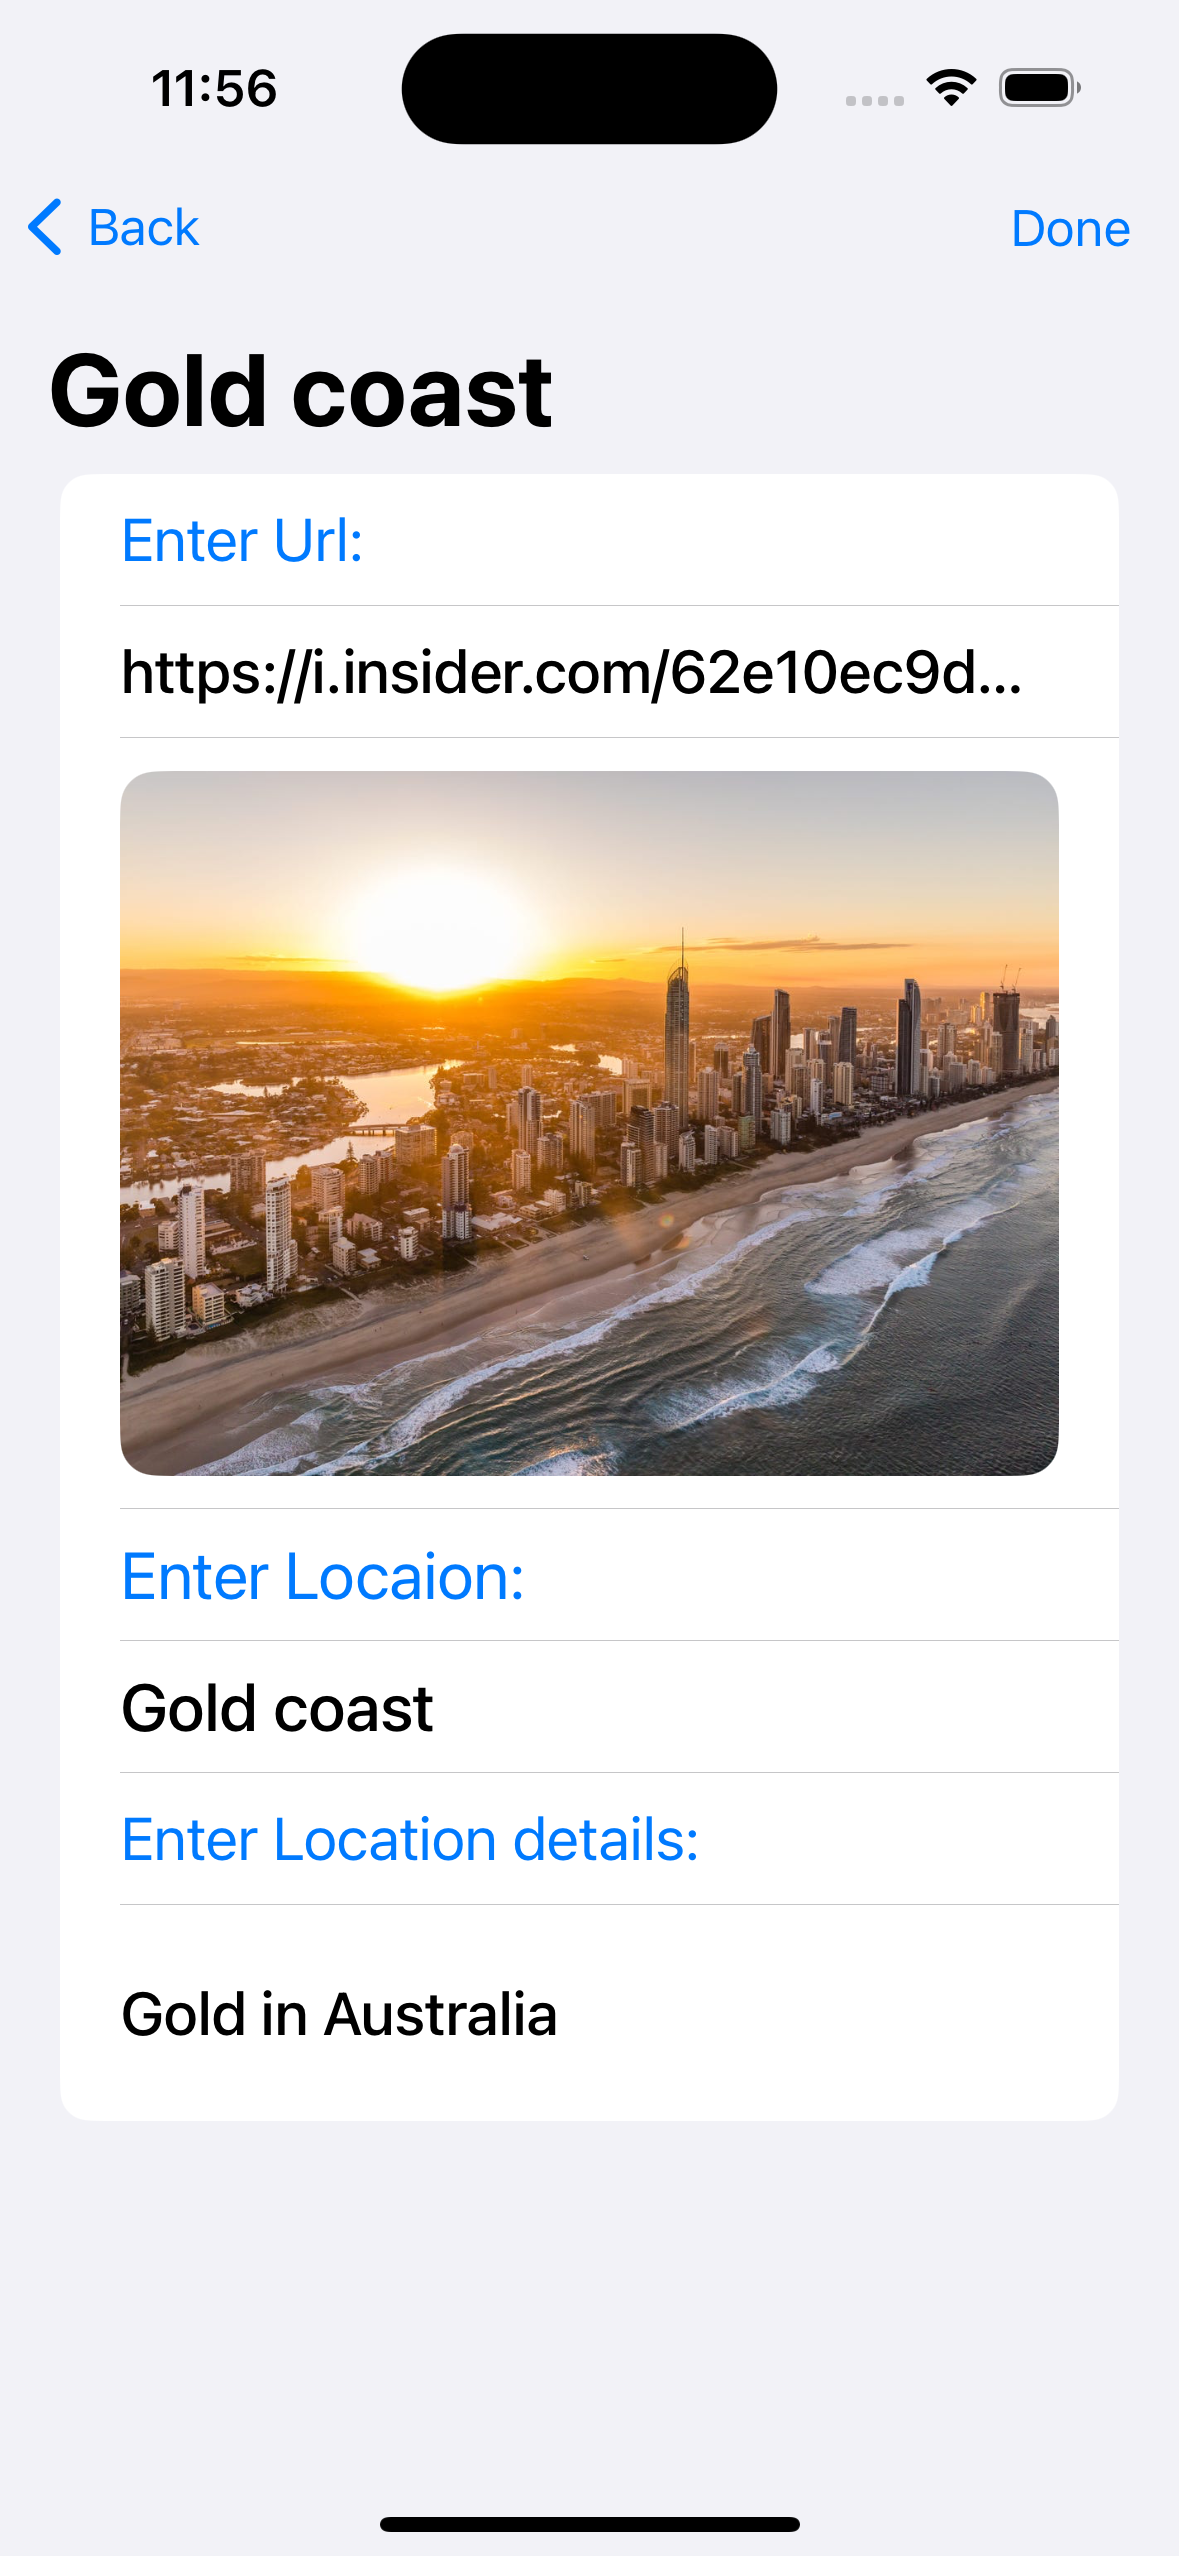 11:56
Back
Done
Gold coast
Enter Url:
https://i.insider.com/62e10ec9d...
Enter Locaion:
Gold coast
Enter Location details:
Gold in Australia